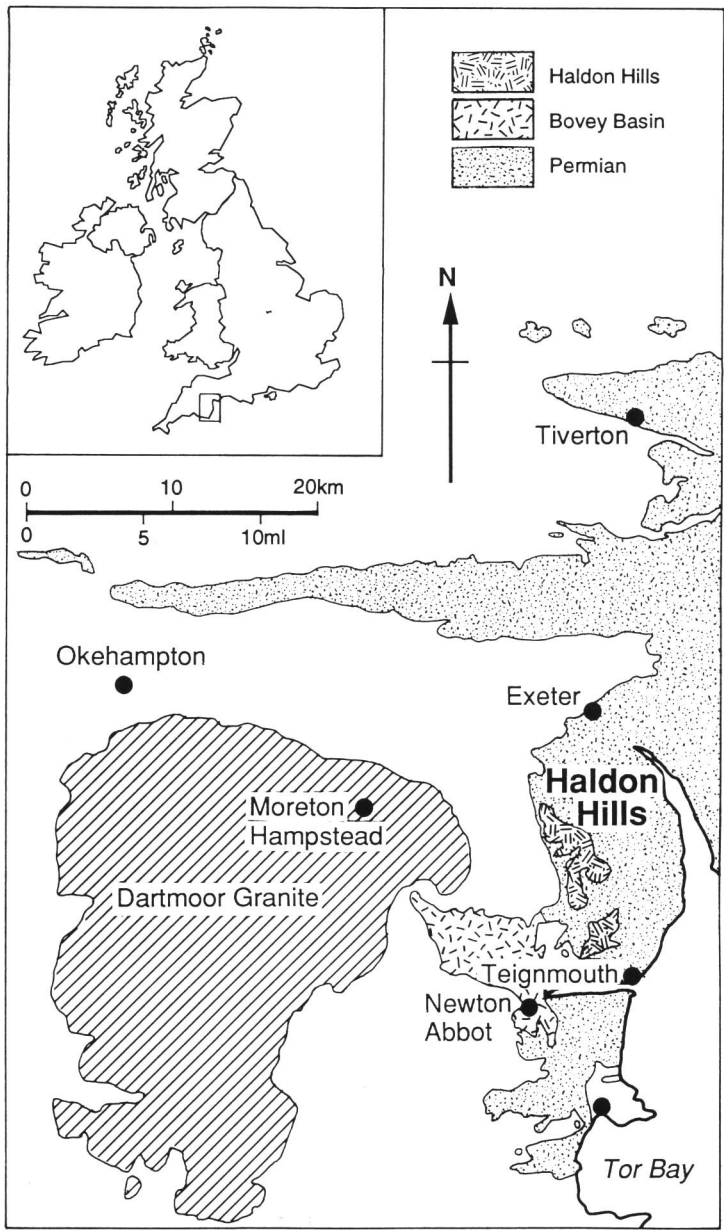 Haldon Hills
Bovey Basin
Permian
N
Tiverton
0 10 20km
0 5 10ml
Okehampton
Exeter
Haldon
Hills
Moreton
Hampstead
Dartmoor Granite
Teignmouth
Newton
Abbot
Tor Bay